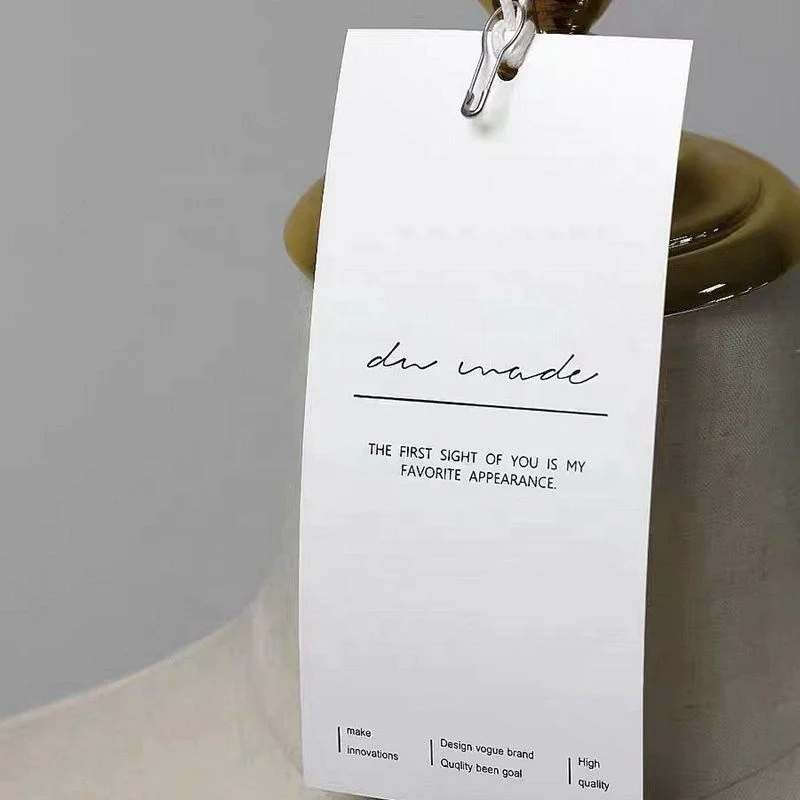 du made
THE FIRST SIGHT OF YOU IS MY
FAVORITE APPEARANCE.
make
innovations
Design vogue brand
Quqlity been goal
High
quality